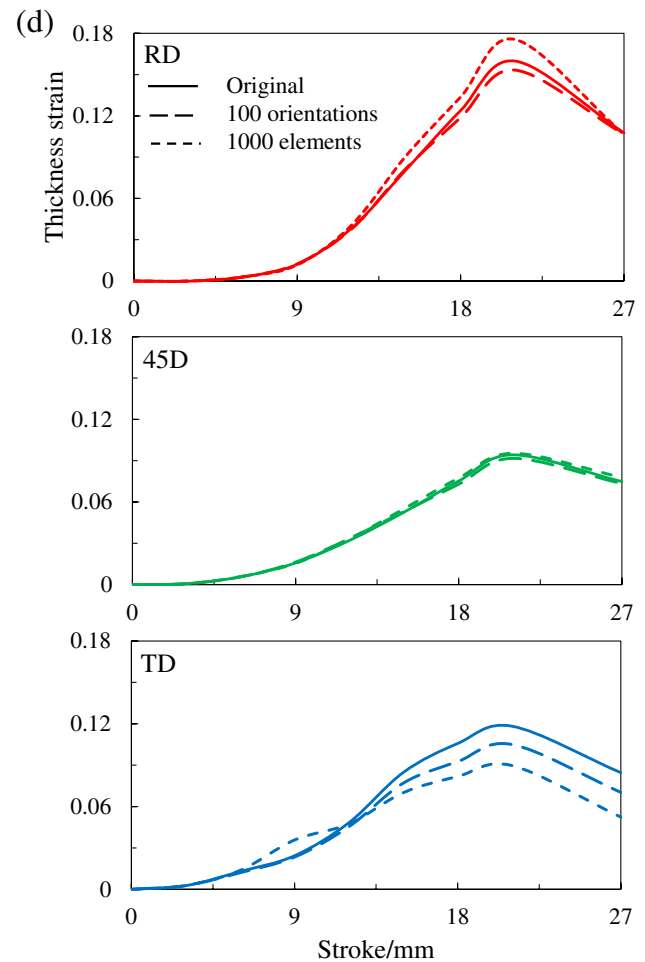 (d)
Thickness strain
0.18
0.12
0.06
0
RD
Original
100 orientations
1000 elements
0 9 18 27
0.18
0.12
0.06
0
45D
0 9 18 27
0.18
0.12
0.06
0
TD
0 9 18 27
Stroke/mm